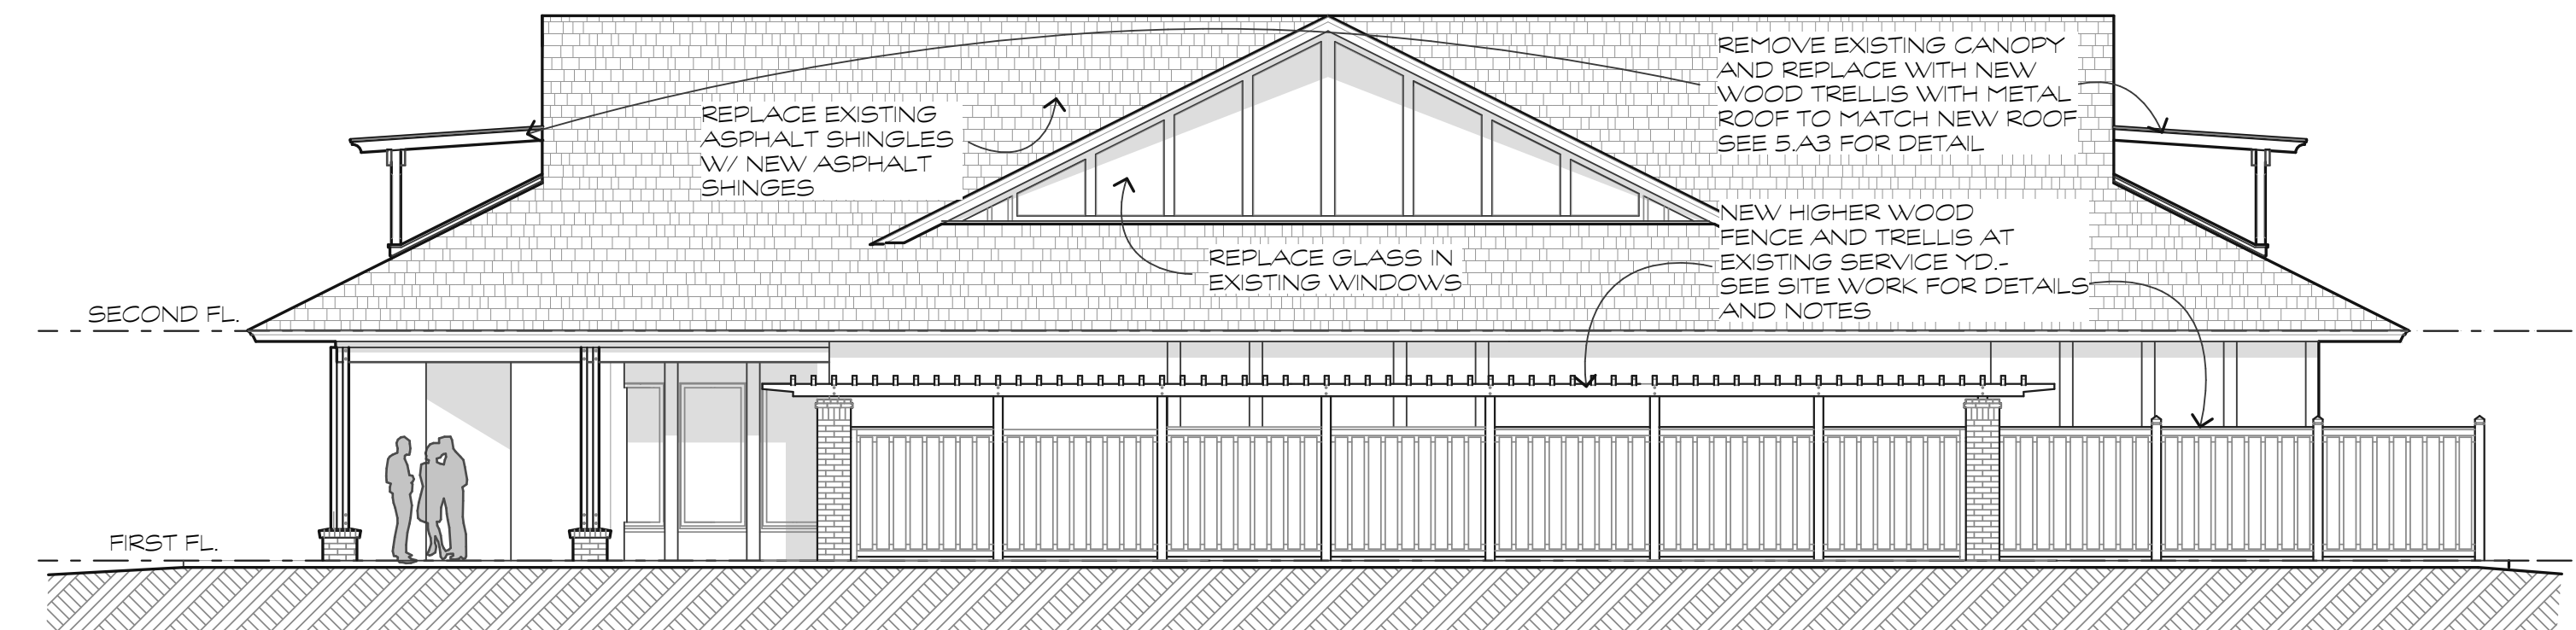 REMOVE EXISTING CANOPY
AND REPLACE WITH NEW
WOOD TRELLIS WITH METAL
ROOF TO MATCH NEW ROOF
SEE 5.A3 FOR DETAIL
REPLACE EXISTING
ASPHALT SHINGLES
W/ NEW ASPHALT
SHINGES
NEW HIGHER WOOD
FENCE AND TRELLIS AT
EXISTING SERVICE YD.-
SEE SITE WORK FOR DETAILS
AND NOTES
REPLACE GLASS IN
EXISTING WINDOWS
SECOND FL.
FIRST FL.